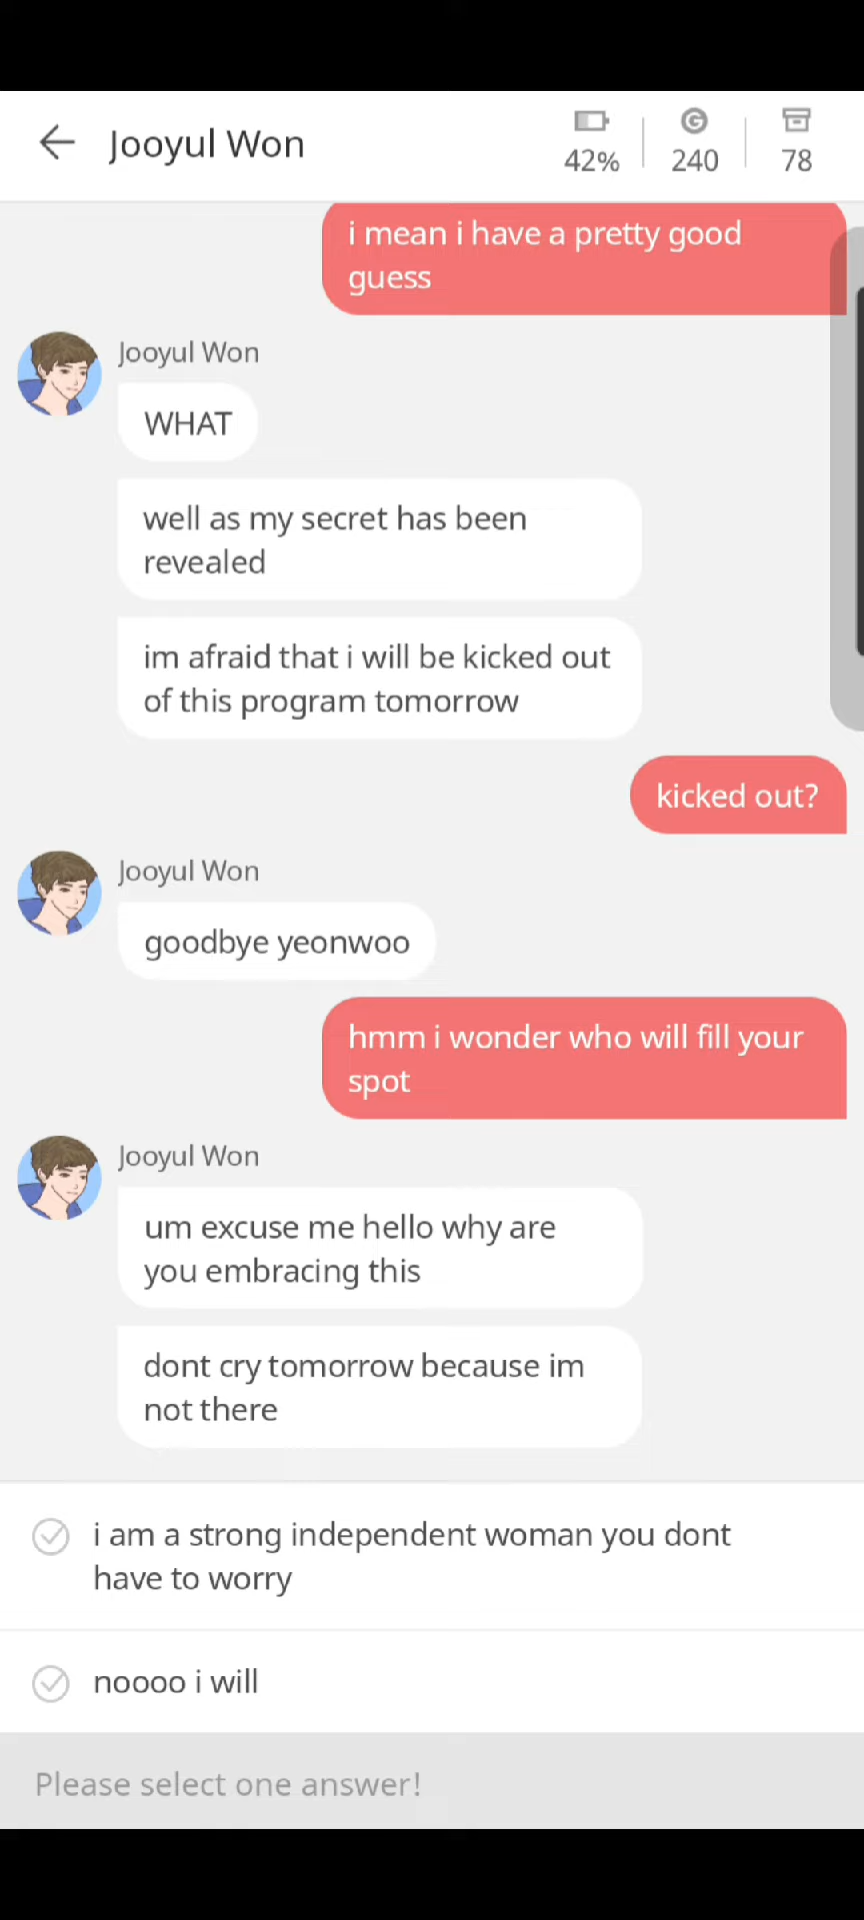 Jooyul Won
42%
240
78
i mean i have a pretty good
guess
Jooyul Won
WHAT
well as my secret has been
revealed
im afraid that i will be kicked out
of this program tomorrow
kicked out?
Jooyul Won
goodbye yeonwoo
hmm i wonder who will fill your
spot
Jooyul Won
um excuse me hello why are
you embracing this
dont cry tomorrow because im
not there
i am a strong independent woman you dont
have to worry
noooo i will
Please select one answer!